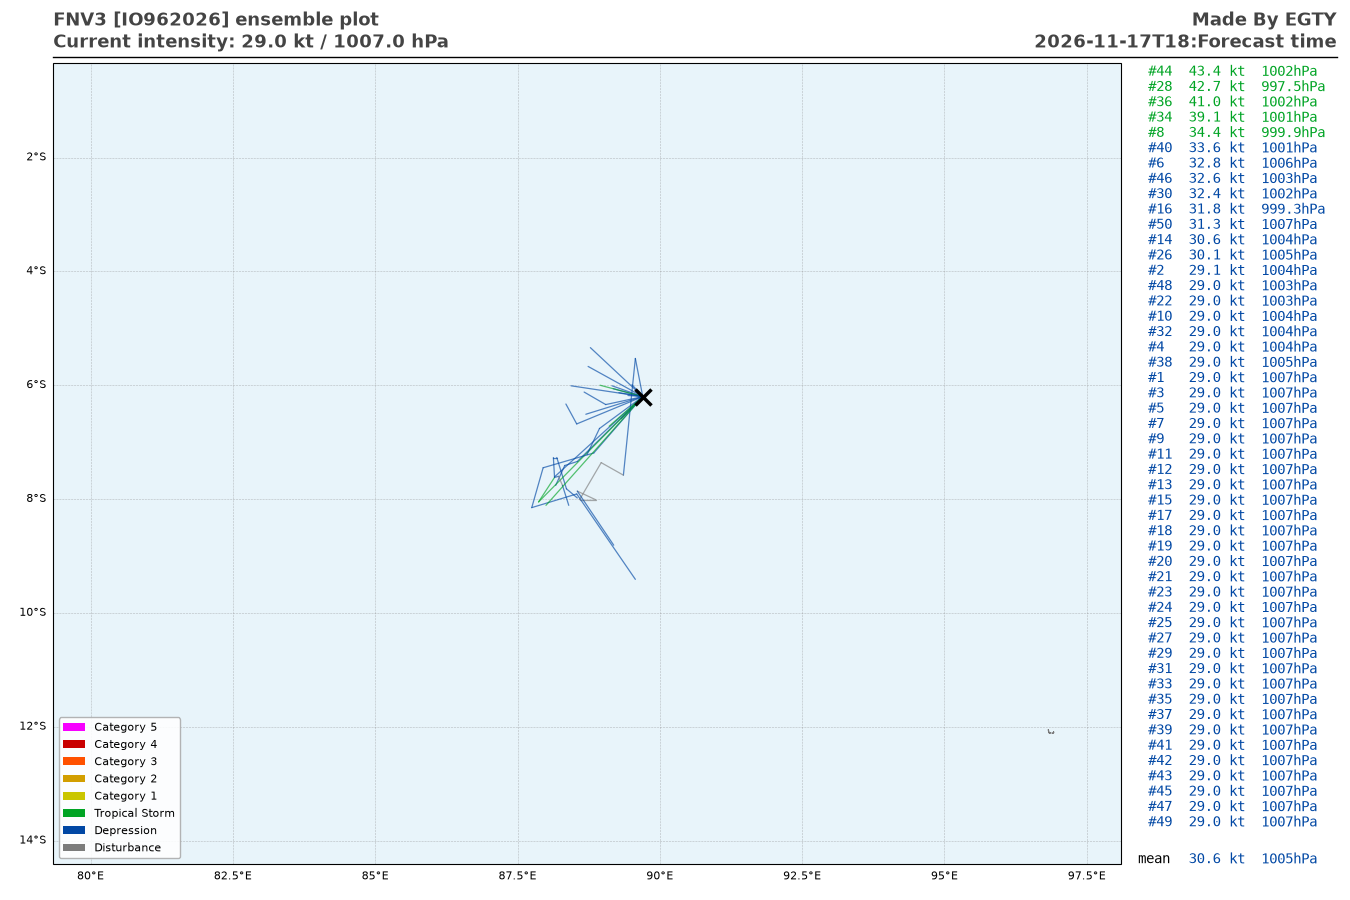 FNV3 [IO962026] ensemble plot
Made By EGTY
Current intensity: 29.0 kt / 1007.0 hPa
2026-11-17T18:Forecast time
#44 43.4 kt 1002hPa
#28 42.7 kt 997.5hPa
#36 41.0 kt 1002hPa
#34 39.1 kt 1001hPa
#8 34.4 kt 999.9hPa
#40 33.6 kt 1001hPa
#6 32.8 kt 1006hPa
#46 32.6 kt 1003hPa
#30 32.4 kt 1002hPa
#16 31.8 kt 999.3hPa
#50 31.3 kt 1007hPa
#14 30.6 kt 1004hPa
#26 30.1 kt 1005hPa
#2 29.1 kt 1004hPa
#48 29.0 kt 1003hPa
#22 29.0 kt 1003hPa
#10 29.0 kt 1004hPa
#32 29.0 kt 1004hPa
#4 29.0 kt 1004hPa
#38 29.0 kt 1005hPa
#1 29.0 kt 1007hPa
#3 29.0 kt 1007hPa
#5 29.0 kt 1007hPa
#7 29.0 kt 1007hPa
#9 29.0 kt 1007hPa
#11 29.0 kt 1007hPa
#12 29.0 kt 1007hPa
#13 29.0 kt 1007hPa
#15 29.0 kt 1007hPa
#17 29.0 kt 1007hPa
#18 29.0 kt 1007hPa
#19 29.0 kt 1007hPa
#20 29.0 kt 1007hPa
#21 29.0 kt 1007hPa
#23 29.0 kt 1007hPa
#24 29.0 kt 1007hPa
#25 29.0 kt 1007hPa
#27 29.0 kt 1007hPa
#29 29.0 kt 1007hPa
#31 29.0 kt 1007hPa
#33 29.0 kt 1007hPa
#35 29.0 kt 1007hPa
#37 29.0 kt 1007hPa
#39 29.0 kt 1007hPa
#41 29.0 kt 1007hPa
#42 29.0 kt 1007hPa
#43 29.0 kt 1007hPa
#45 29.0 kt 1007hPa
#47 29.0 kt 1007hPa
#49 29.0 kt 1007hPa
mean 30.6 kt 1005hPa
2°S
4°S
6°S
8°S
10°S
12°S
14°S
Category 5
Category 4
Category 3
Category 2
Category 1
Tropical Storm
Depression
Disturbance
80°E 82.5°E 85°E 87.5°E 90°E 92.5°E 95°E 97.5°E